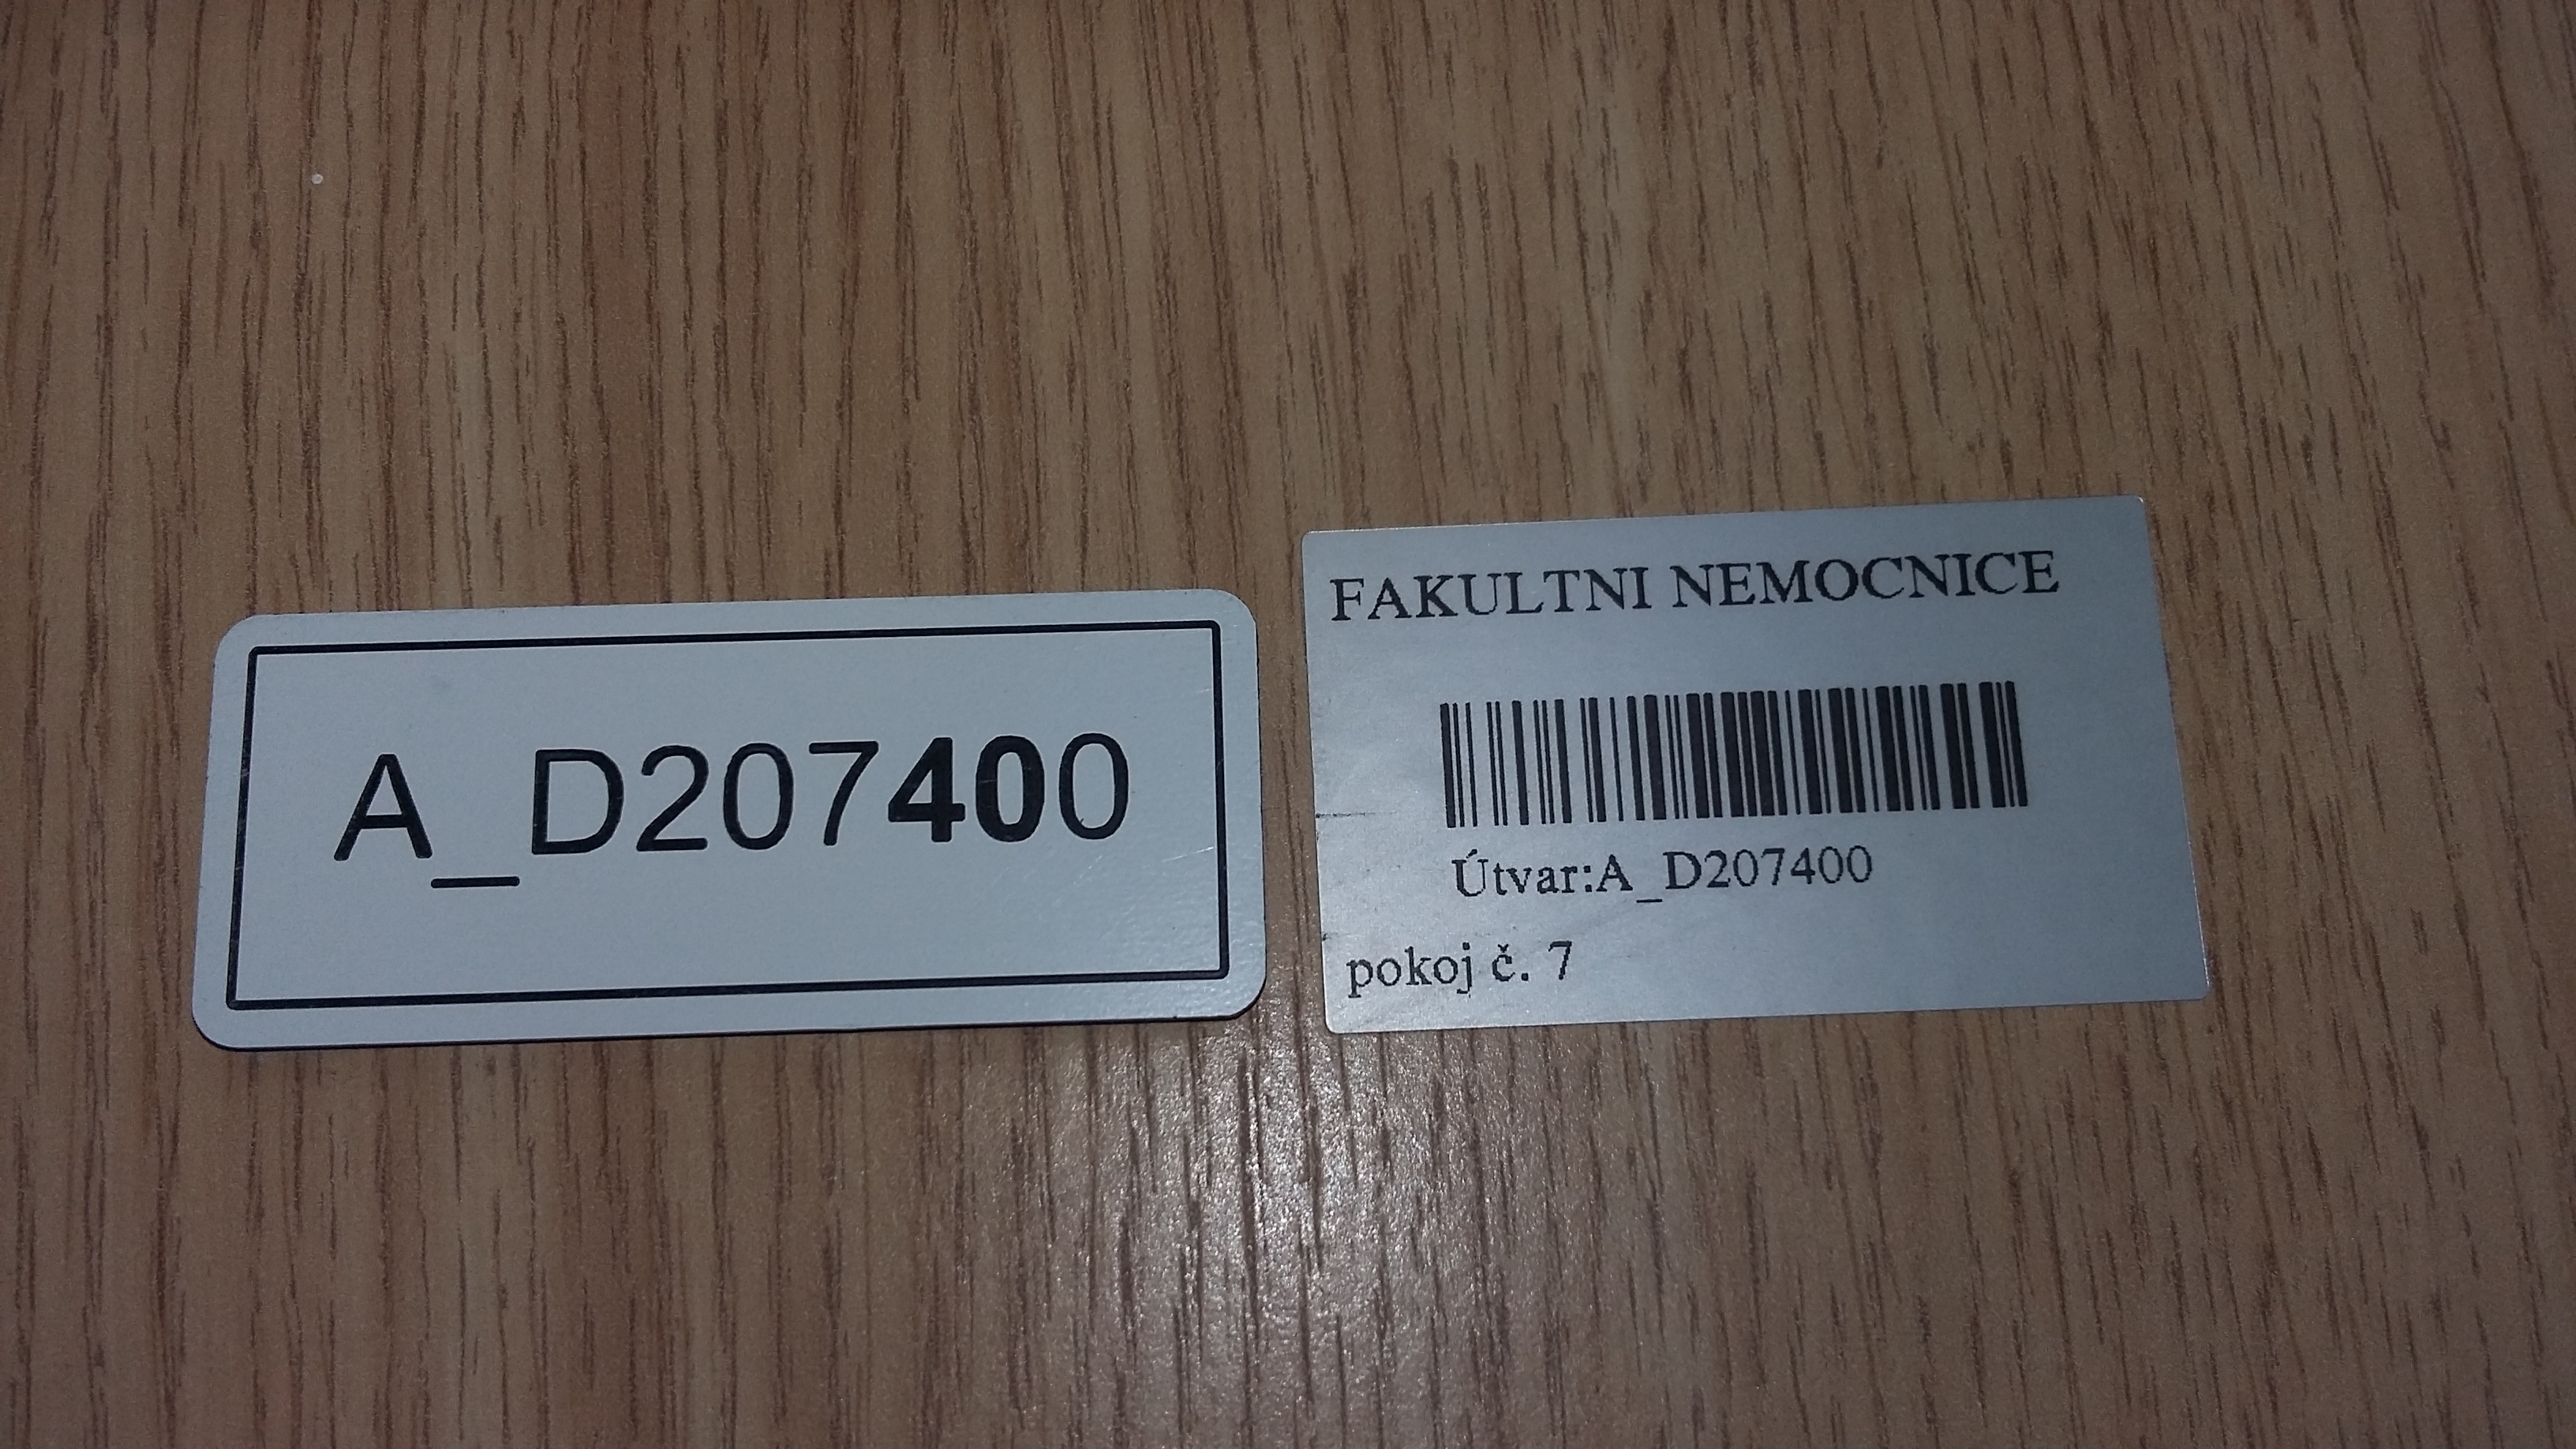 A_D207400
FAKULTNI NEMOCNICE
Útvar:A_D207400
pokoj č. 7